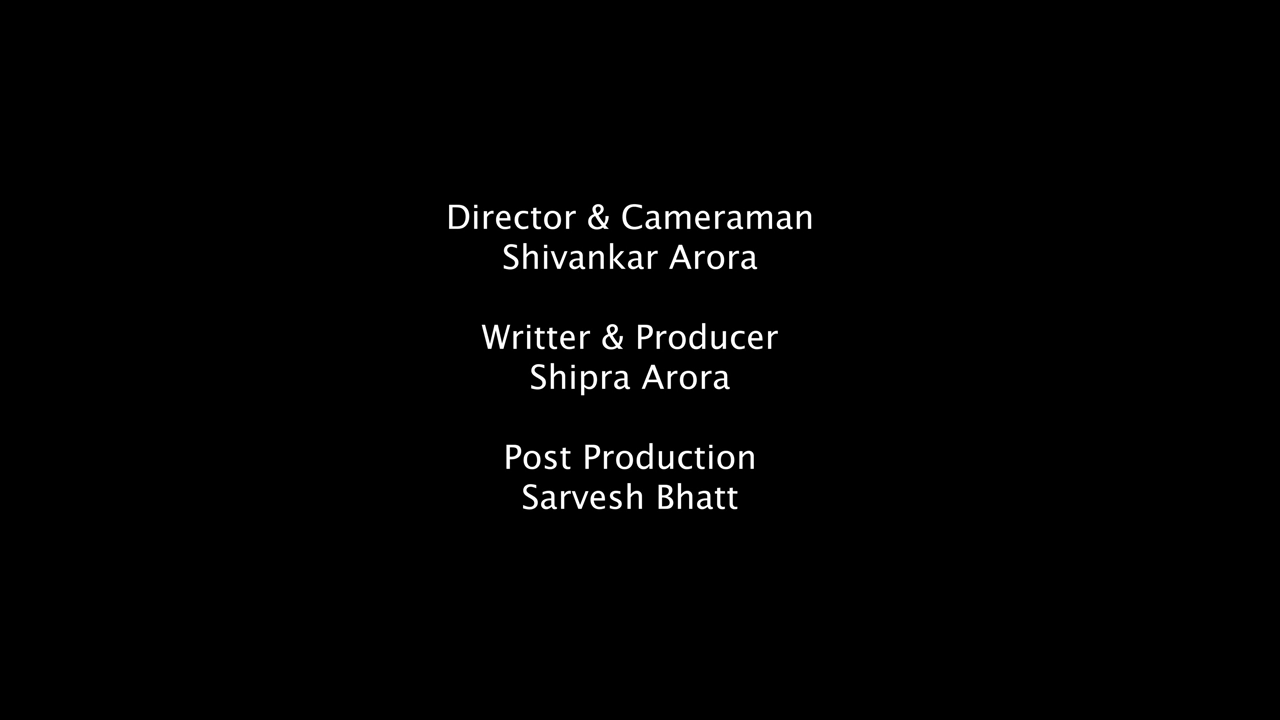 Director & Cameraman
Shivankar Arora
Writter & Producer
Shipra Arora
Post Production
Sarvesh Bhatt